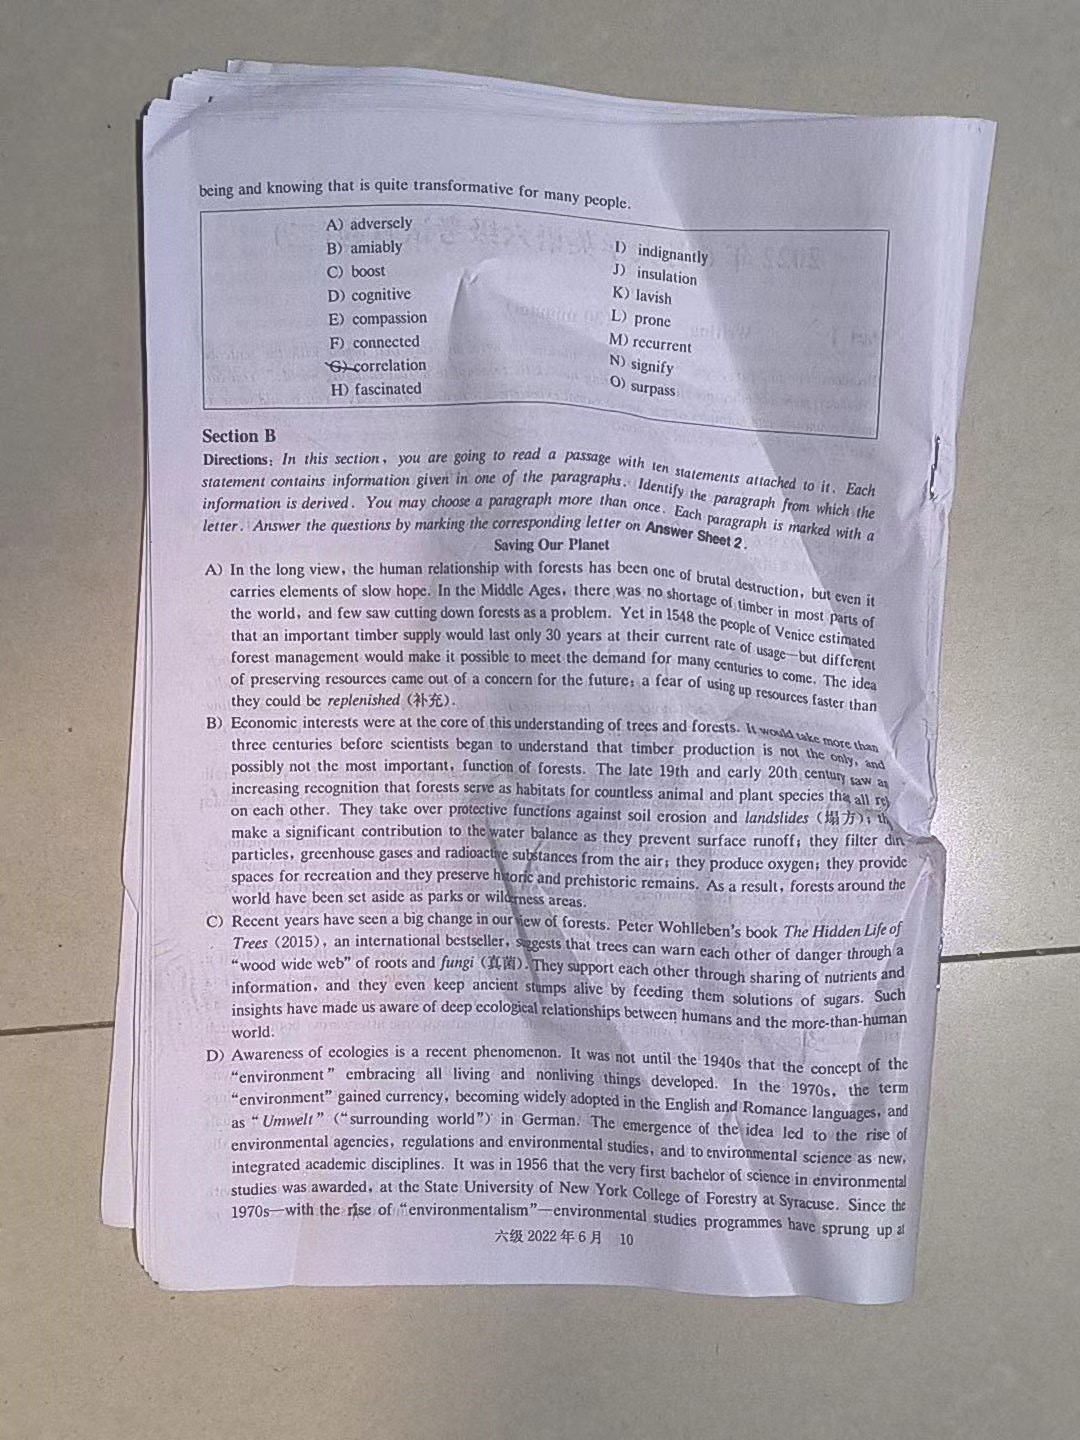 being and knowing that is quite transformative for many people.
A) adversely
B) amiably
C) boost
D) cognitive
E) compassion
F) connected
G) correlation
H) fascinated
I) indignantly
J) insulation
K) lavish
L) prone
M) recurrent
N) signify
O) surpass
Section B
Directions: In this section, you are going to read a passage with ten statements attached to it. Each
statement contains information given in one of the paragraphs. Identify the paragraph from which the
information is derived. You may choose a paragraph more than once. Each paragraph is marked with a
letter. Answer the questions by marking the corresponding letter on Answer Sheet 2.
Saving Our Planet
A) In the long view, the human relationship with forests has been one of brutal destruction, but even it
carries elements of slow hope. In the Middle Ages, there was no shortage of timber in most parts of
the world, and few saw cutting down forests as a problem. Yet in 1548 the people of Venice estimated
that an important timber supply would last only 30 years at their current rate of usage—but different
forest management would make it possible to meet the demand for many centuries to come. The idea
of preserving resources came out of a concern for the future; a fear of using up resources faster than
they could be replenished (补充).
B) Economic interests were at the core of this understanding of trees and forests. It would take more than
three centuries before scientists began to understand that timber production is not the only, and
possibly not the most important, function of forests. The late 19th and early 20th century saw an
increasing recognition that forests serve as habitats for countless animal and plant species that all
on each other. They take over protective functions against soil erosion and landslides (塌方);
make a significant contribution to the water balance as they prevent surface runoff; they filter
particles, greenhouse gases and radioactive substances from the air; they produce oxygen; they provide
spaces for recreation and they preserve historic and prehistoric remains. As a result, forests around the
world have been set aside as parks or wilderness areas.
C) Recent years have seen a big change in our view of forests. Peter Wohlleben's book The Hidden Life of
Trees (2015), an international bestseller, suggests that trees can warn each other of danger through a
“wood wide web” of roots and fungi (真菌). They support each other through sharing of nutrients and
information, and they even keep ancient stumps alive by feeding them solutions of sugars. Such
insights have made us aware of deep ecological relationships between humans and the more-than-human
world.
D) Awareness of ecologies is a recent phenomenon. It was not until the 1940s that the concept of the
“environment” embracing all living and nonliving things developed. In the 1970s, the term
“environment” gained currency, becoming widely adopted in the English and Romance languages, and
as “Umwelt” (“surrounding world”) in German. The emergence of the idea led to the rise of
environmental agencies, regulations and environmental studies, and to environmental science as new,
integrated academic disciplines. It was in 1956 that the very first bachelor of science in environmental
studies was awarded, at the State University of New York College of Forestry at Syracuse. Since the
1970s—with the rise of “environmentalism”—environmental studies programmes have sprung up at
六级 2022 年 6 月 10